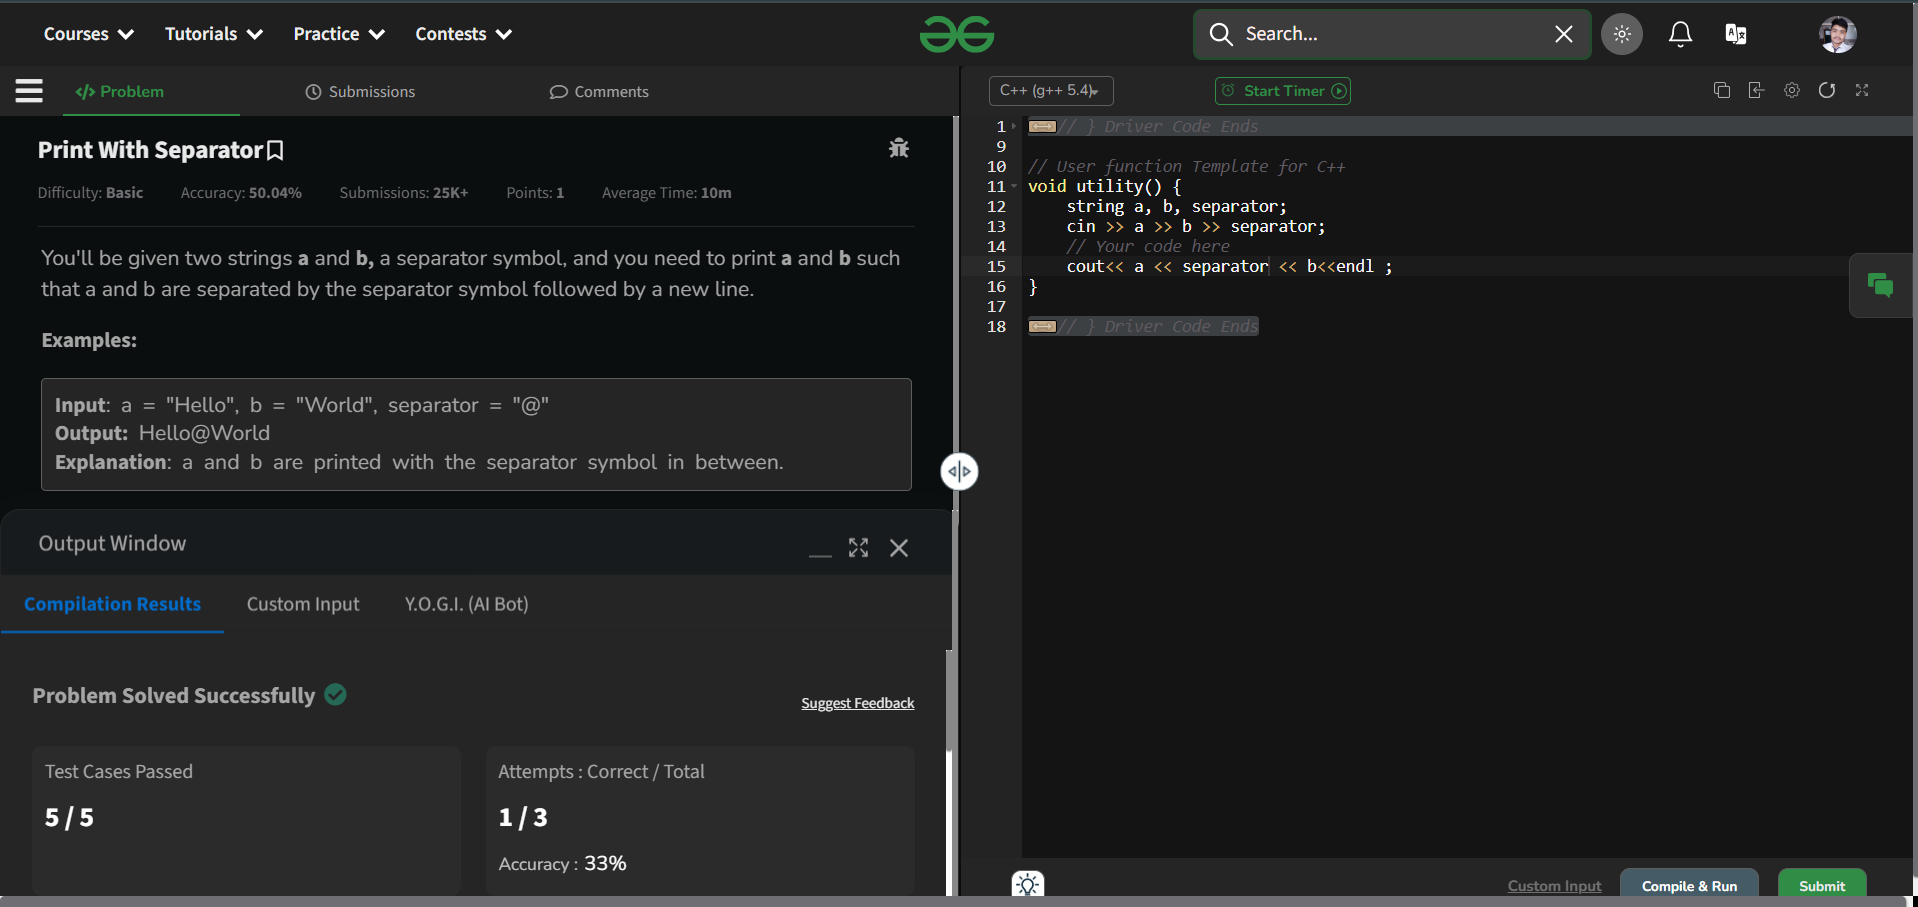 Courses Tutorials Practice Contests Search...
Problem Submissions Comments
Print With Separator
Difficulty: Basic Accuracy: 50.04% Submissions: 25K+ Points: 1 Average Time: 10m
You'll be given two strings a and b, a separator symbol, and you need to print a and b such
that a and b are separated by the separator symbol followed by a new line.
Examples:
Input: a = "Hello", b = "World", separator = "@"
Output: Hello@World
Explanation: a and b are printed with the separator symbol in between.
Output Window
Compilation Results Custom Input Y.O.G.I. (AI Bot)
Problem Solved Successfully
Suggest Feedback
Test Cases Passed
5 / 5
Attempts : Correct / Total
1 / 3
Accuracy : 33%
C++ (g++ 5.4) Start Timer
1 // } Driver Code Ends
9
10 // User function Template for C++
11 void utility() {
12 string a, b, separator;
13 cin >> a >> b >> separator;
14 // Your code here
15 cout<< a << separator << b<<endl ;
16 }
17
18 // } Driver Code Ends
Custom Input Compile & Run Submit